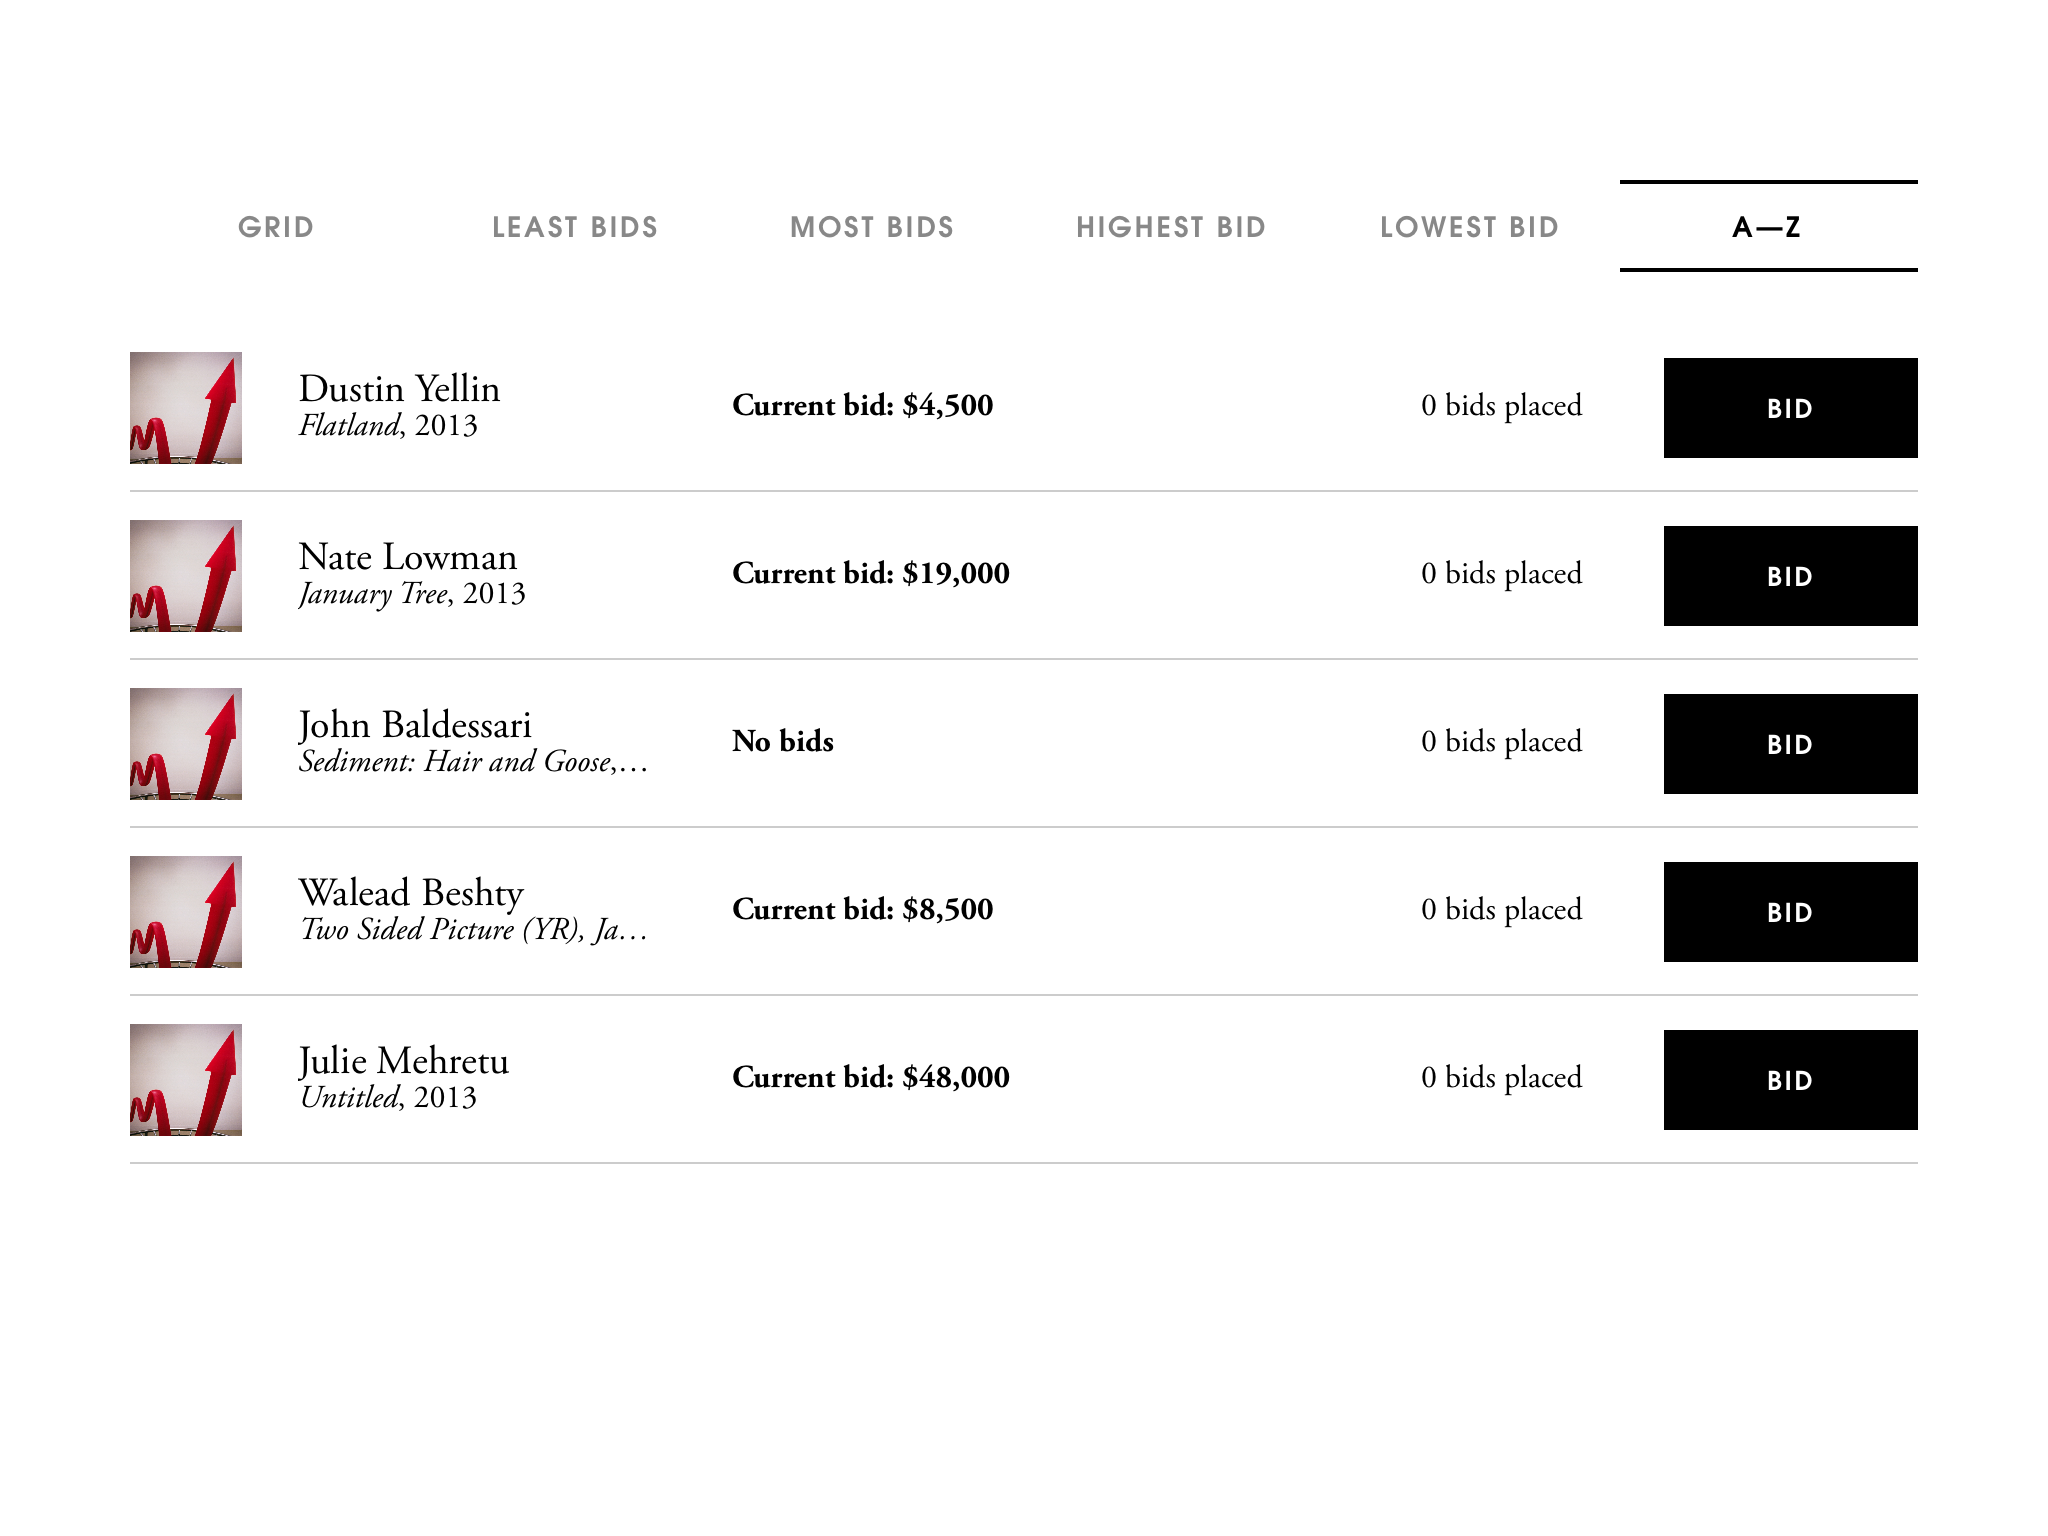 GRID LEAST BIDS MOST BIDS HIGHEST BID LOWEST BID A—Z
Dustin Yellin
Flatland, 2013
Current bid: $4,500
0 bids placed
BID
Nate Lowman
January Tree, 2013
Current bid: $19,000
0 bids placed
BID
John Baldessari
Sediment: Hair and Goose,…
No bids
0 bids placed
BID
Walead Beshty
Two Sided Picture (YR), Ja…
Current bid: $8,500
0 bids placed
BID
Julie Mehretu
Untitled, 2013
Current bid: $48,000
0 bids placed
BID